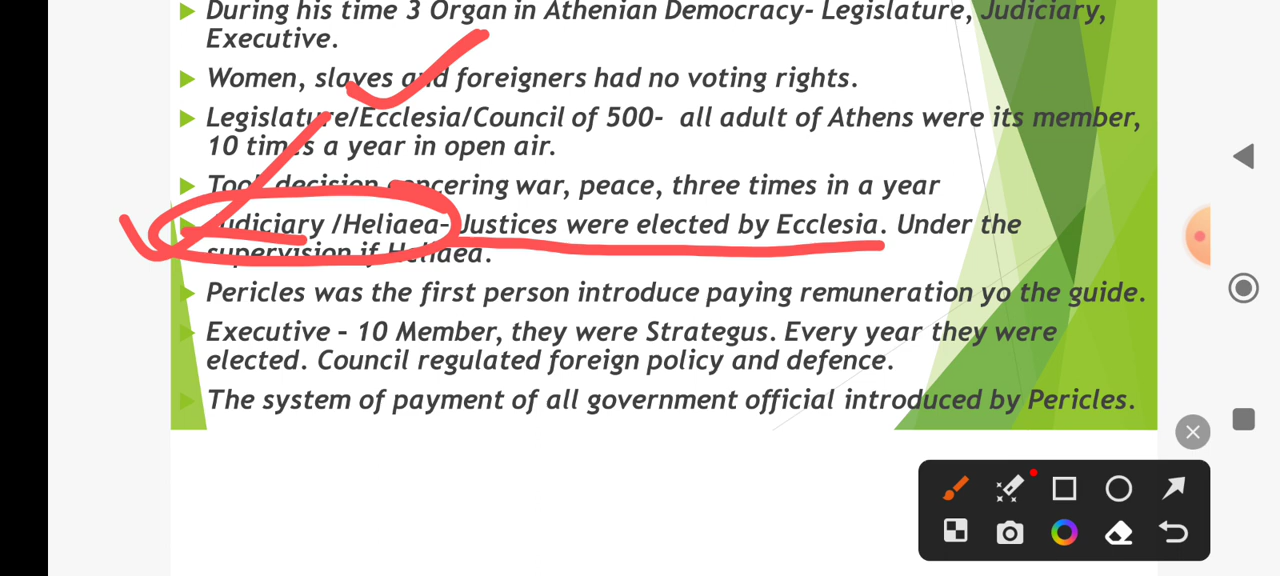 During his time 3 Organ in Athenian Democracy- Legislature, Judiciary,
Executive.
Women, slaves and foreigners had no voting rights.
Legislature/Ecclesia/Council of 500- all adult of Athens were its member,
10 times a year in open air.
Took decision concering war, peace, three times in a year
Judiciary /Heliaea- Justices were elected by Ecclesia. Under the
supervision if Heliaea.
Pericles was the first person introduce paying remuneration yo the guide.
Executive – 10 Member, they were Strategus. Every year they were
elected. Council regulated foreign policy and defence.
The system of payment of all government official introduced by Pericles.